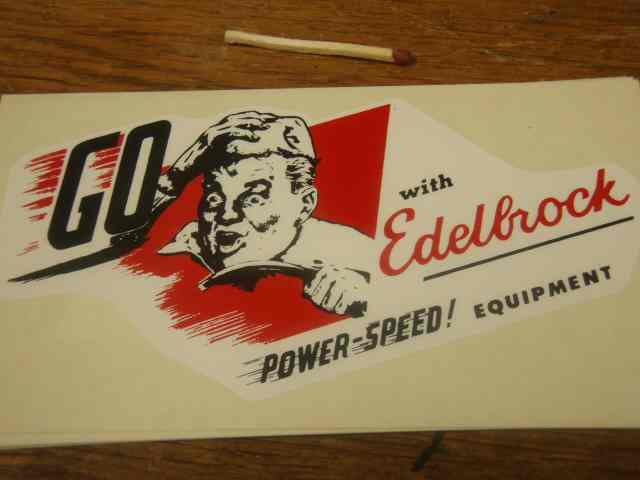 GO
with
Edelbrock
POWER-SPEED! EQUIPMENT